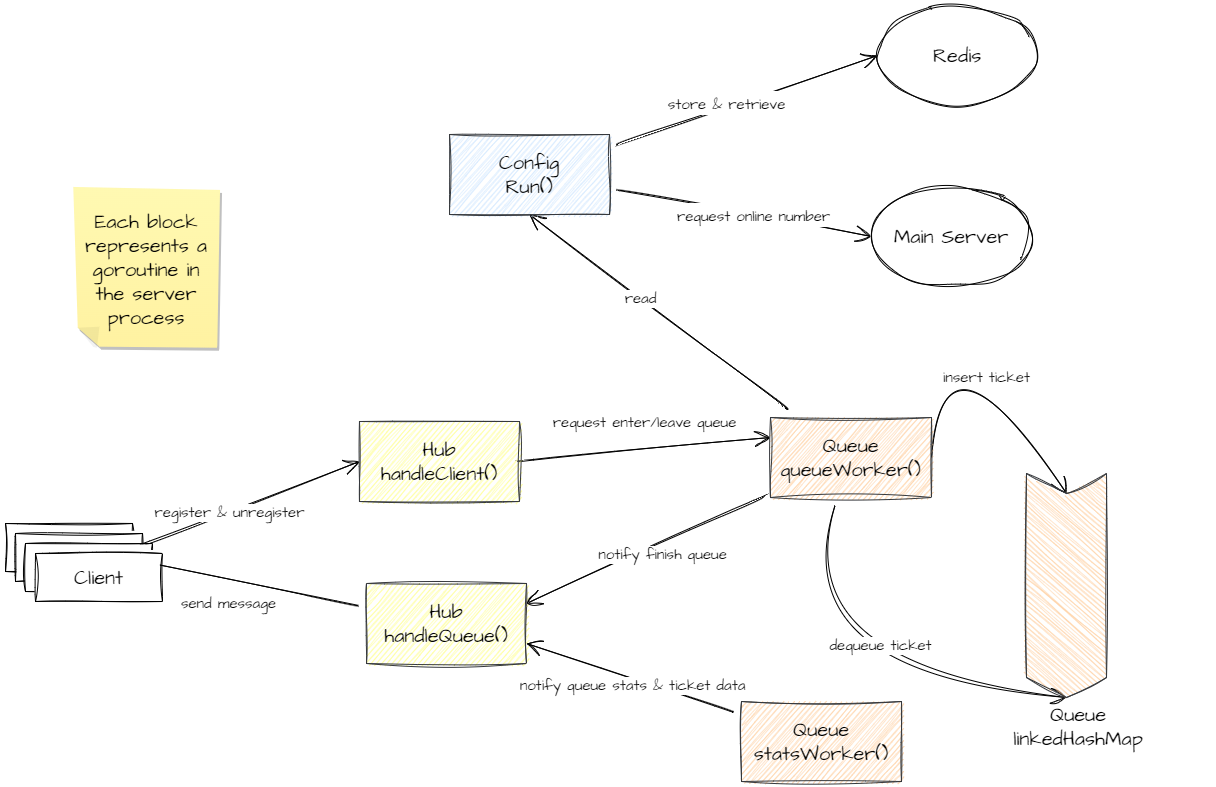 Redis
store & retrieve
Config
Run()
request online number
Main Server
Each block
represents a
goroutine in
the server
process
read
insert ticket
request enter/leave queue
Hub
handleClient()
Queue
queueWorker()
register & unregister
notify finish queue
Client
send message
Hub
handleQueue()
dequeue ticket
notify queue stats & ticket data
Queue
statsWorker()
Queue
linkedHashMap